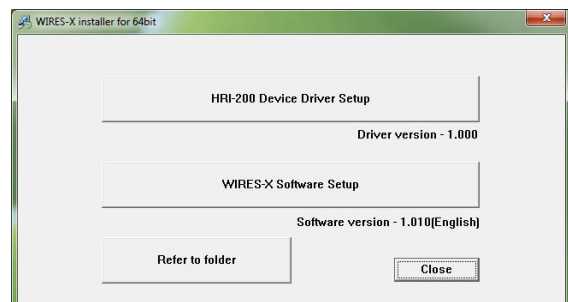 WIRES-X installer for 64bit
HRI-200 Device Driver Setup
Driver version - 1.000
WIRES-X Software Setup
Software version - 1.010(English)
Refer to folder
Close